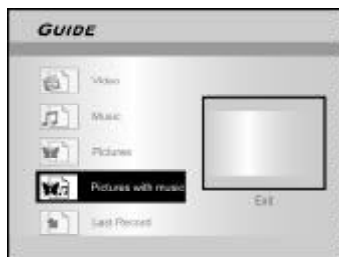 GUIDE
Video
Music
Pictures
Pictures with music
Exit
Last Record